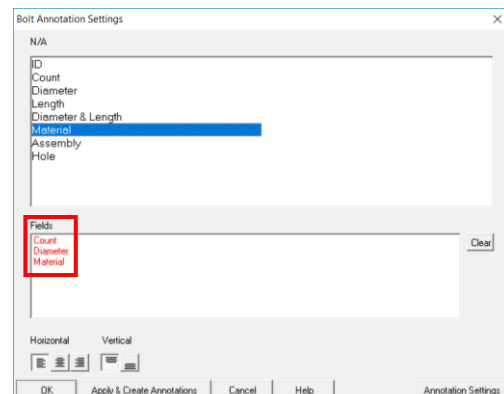 Bolt Annotation Settings
N/A
ID
Count
Diameter
Length
Diameter & Length
Material
Assembly
Hole
Fields
Count
Diameter
Material
Clear
Horizontal Vertical
OK Apply & Create Annotations Cancel Help Annotation Settings